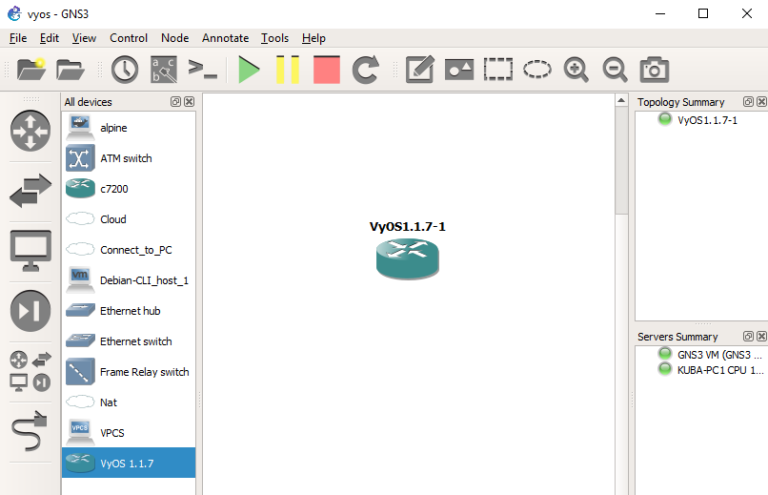 vyos - GNS3
File Edit View Control Node Annotate Tools Help
All devices
alpine
ATM switch
c7200
Cloud
Connect_to_PC
Debian-CLI_host_1
Ethernet hub
Ethernet switch
Frame Relay switch
Nat
VPCS
VyOS 1.1.7
VyOS1.1.7-1
Topology Summary
VyOS1.1.7-1
Servers Summary
GNS3 VM (GNS3 ...
KUBA-PC1 CPU 1...